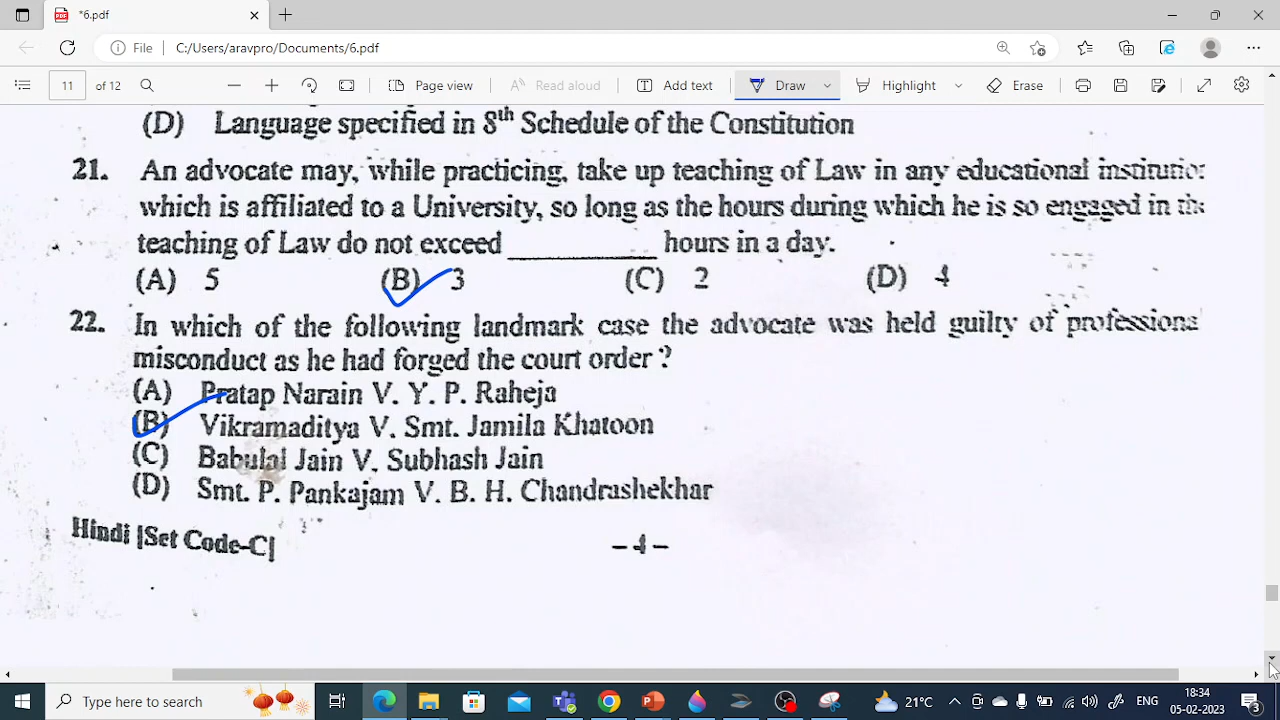 *6.pdf
File C:/Users/aravpro/Documents/6.pdf
11 of 12 Page view Read aloud Add text Draw Highlight Erase
(D) Language specified in 8th Schedule of the Constitution
21. An advocate may, while practicing, take up teaching of Law in any educational institution
which is affiliated to a University, so long as the hours during which he is so engaged in the
teaching of Law do not exceed ____________ hours in a day.
(A) 5 (B) 3 (C) 2 (D) 4
22. In which of the following landmark case the advocate was held guilty of professional
misconduct as he had forged the court order ?
(A) Pratap Narain V. Y. P. Raheja
(B) Vikramaditya V. Smt. Jamila Khatoon
(C) Babulal Jain V. Subhash Jain
(D) Smt. P. Pankajam V. B. H. Chandrashekhar
Hindi [Set Code-C] –4–
Type here to search 21°C ENG 18:34
05-02-2023 3